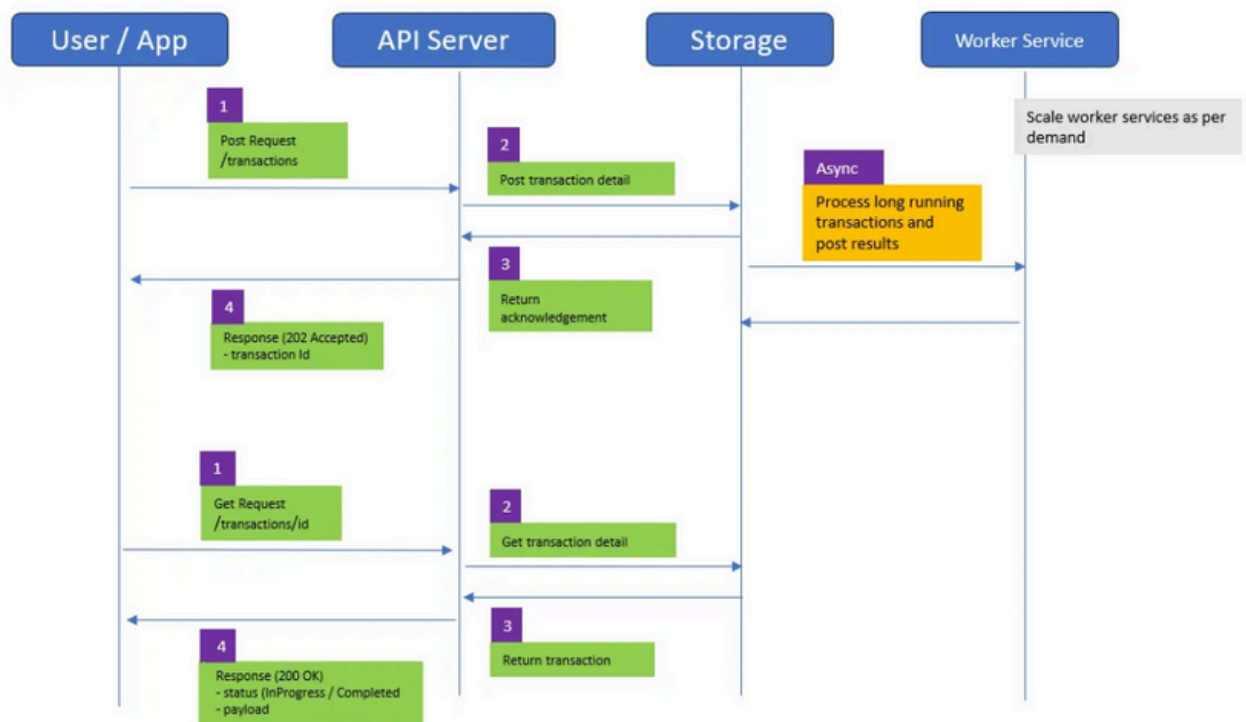 User / App
API Server
Storage
Worker Service
Scale worker services as per
demand
1
Post Request
/transactions
2
Post transaction detail
Async
Process long running
transactions and
post results
3
Return
acknowledgement
4
Response (202 Accepted)
- transaction Id
1
Get Request
/transactions/id
2
Get transaction detail
3
Return transaction
4
Response (200 OK)
- status (InProgress / Completed
- payload